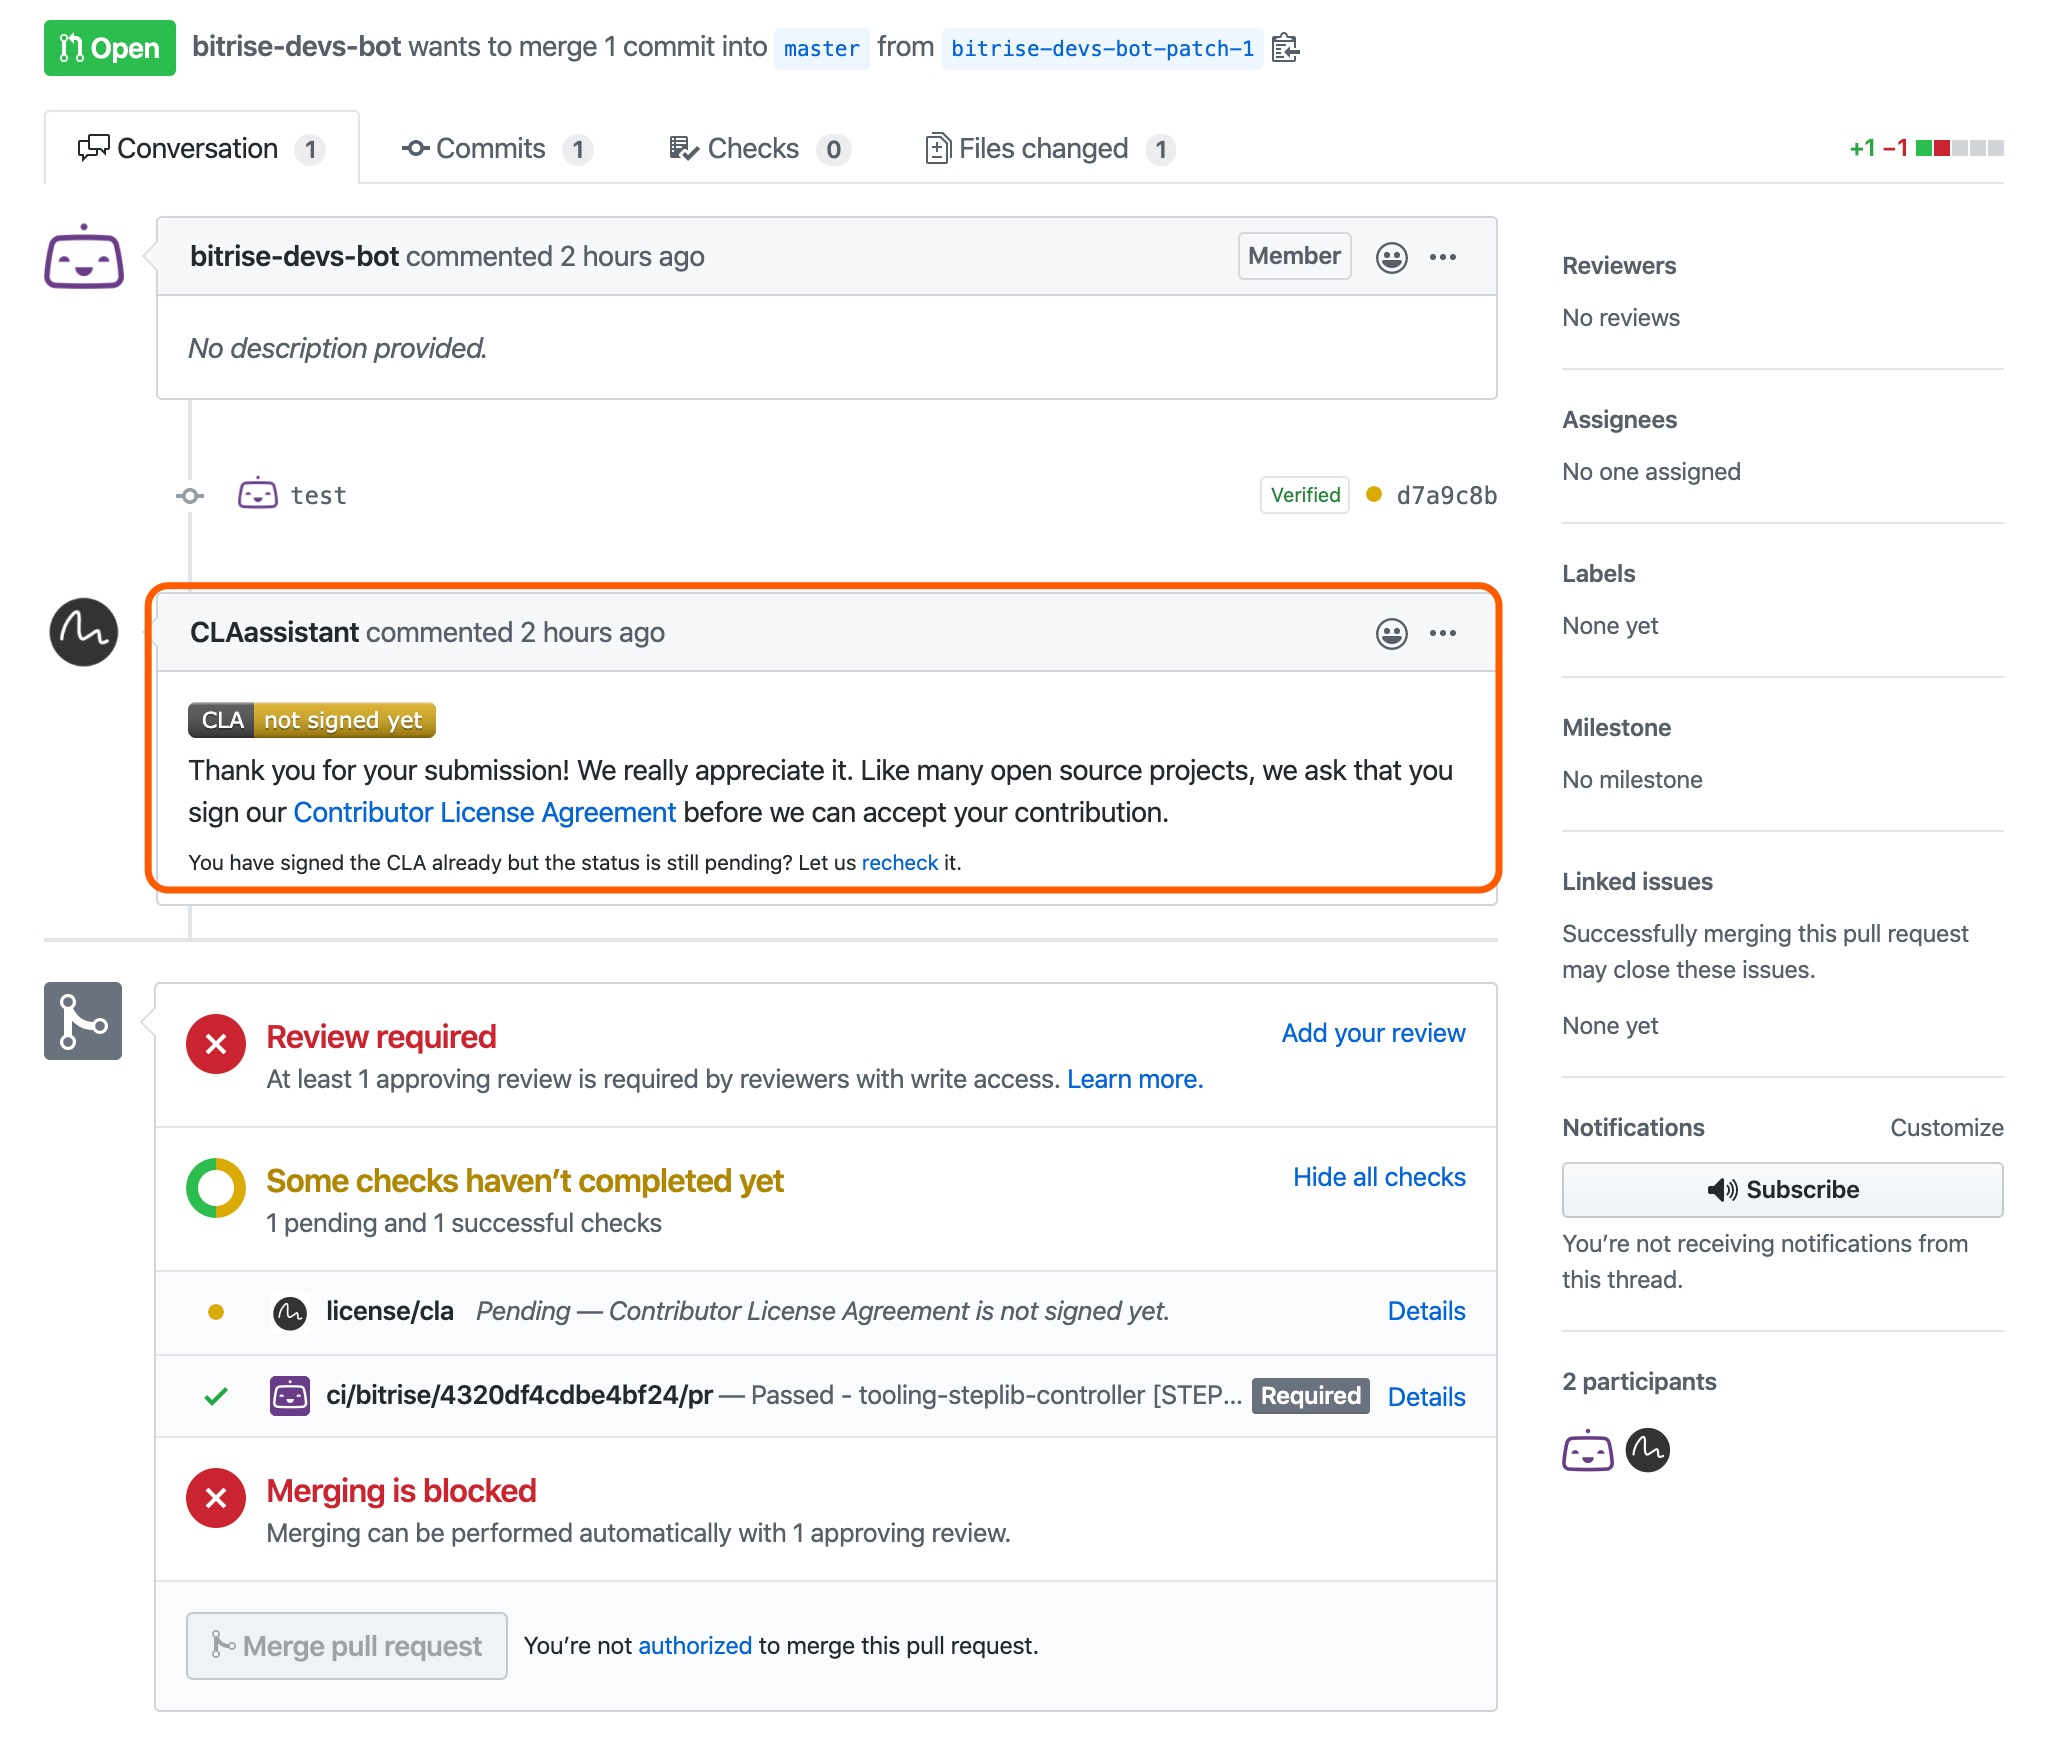 Open bitrise-devs-bot wants to merge 1 commit into master from bitrise-devs-bot-patch-1
Conversation 1 Commits 1 Checks 0 Files changed 1 +1 −1
bitrise-devs-bot commented 2 hours ago Member
No description provided.
test Verified d7a9c8b
CLAassistant commented 2 hours ago
CLA not signed yet
Thank you for your submission! We really appreciate it. Like many open source projects, we ask that you
sign our Contributor License Agreement before we can accept your contribution.
You have signed the CLA already but the status is still pending? Let us recheck it.
Review required Add your review
At least 1 approving review is required by reviewers with write access. Learn more.
Some checks haven’t completed yet Hide all checks
1 pending and 1 successful checks
license/cla Pending — Contributor License Agreement is not signed yet. Details
ci/bitrise/4320df4cdbe4bf24/pr — Passed - tooling-steplib-controller [STEP... Required Details
Merging is blocked
Merging can be performed automatically with 1 approving review.
Merge pull request You’re not authorized to merge this pull request.
Reviewers
No reviews
Assignees
No one assigned
Labels
None yet
Milestone
No milestone
Linked issues
Successfully merging this pull request
may close these issues.
None yet
Notifications Customize
Subscribe
You’re not receiving notifications from
this thread.
2 participants